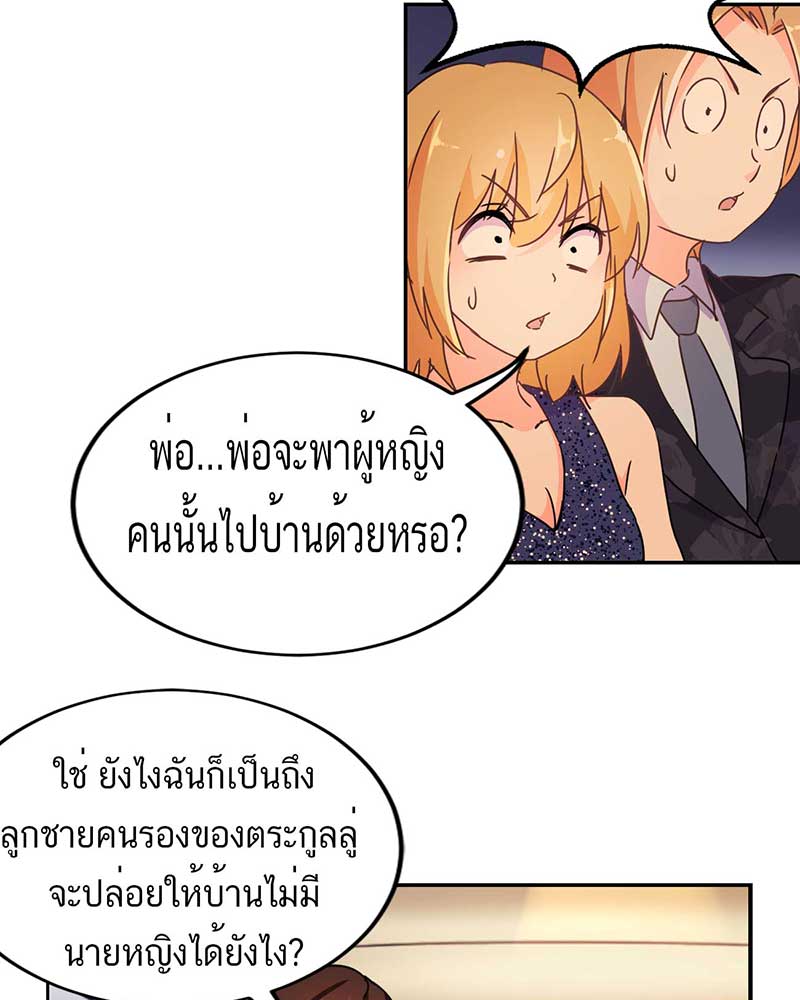 พ่อ...พ่อจะพาผู้หญิง
คนนั้นไปบ้านด้วยหรอ?
ใช่ ยังไงฉันก็เป็นถึง
ลูกชายคนรองของตระกูลลู่
จะปล่อยให้บ้านไม่มี
นายหญิงได้ยังไง?